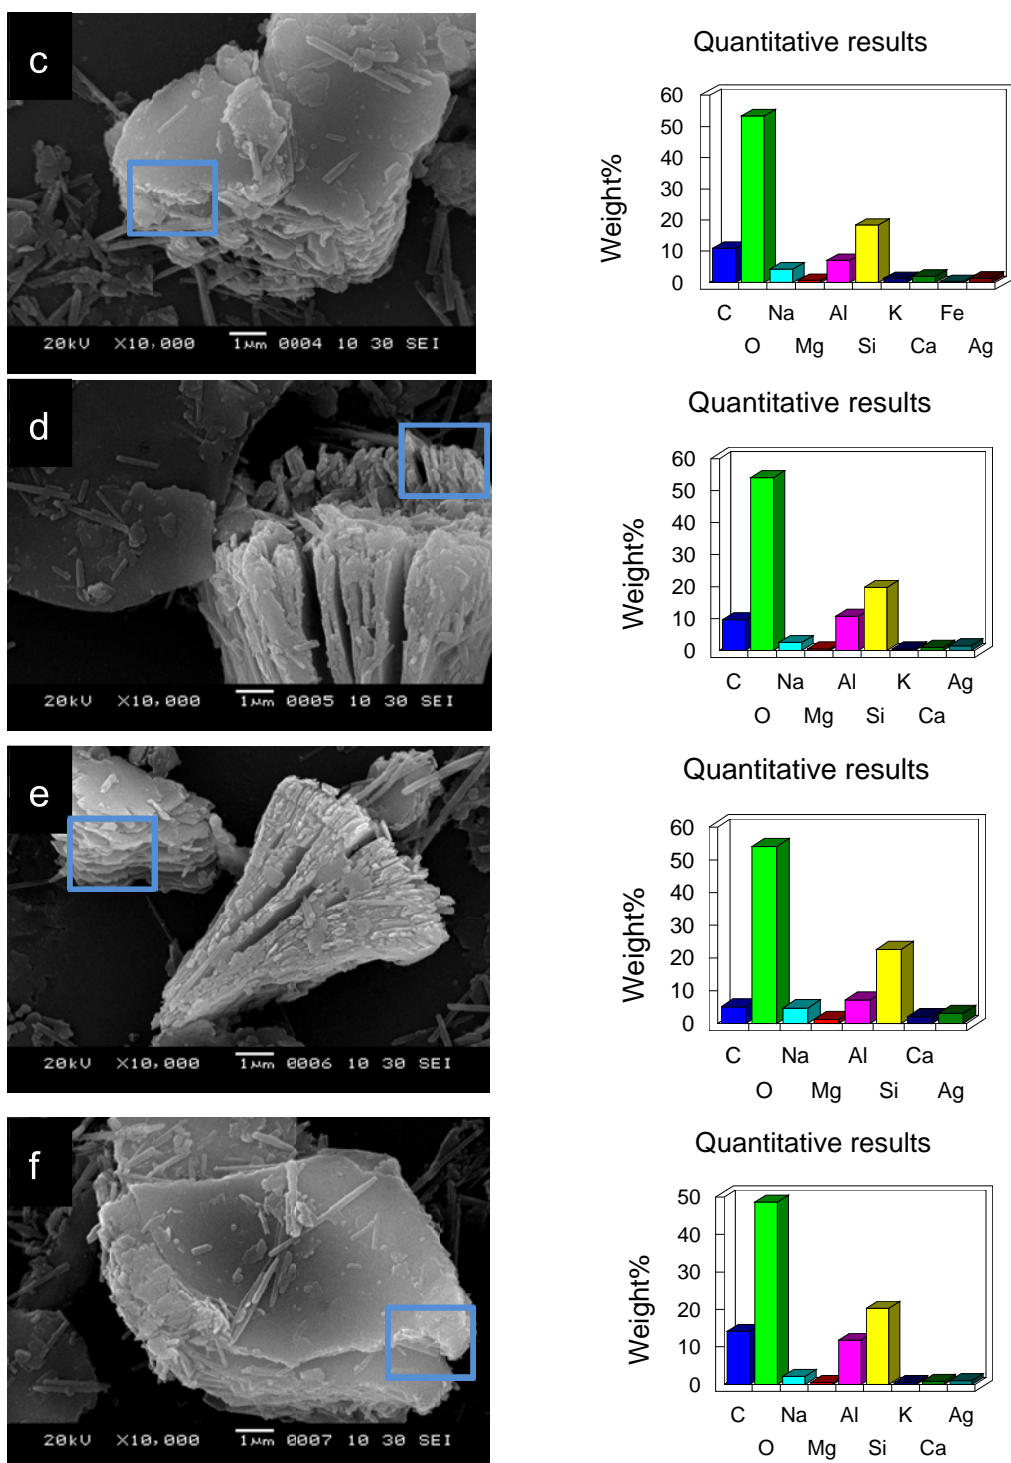 c
20kV X10,000 1μm 0004 10 30 SEI
Quantitative results
Weight%
60
50
40
30
20
10
0
C Na Al K Fe
O Mg Si Ca Ag
d
20kV X10,000 1μm 0005 10 30 SEI
Quantitative results
Weight%
60
50
40
30
20
10
0
C Na Al K Ag
O Mg Si Ca
e
20kV X10,000 1μm 0006 10 30 SEI
Quantitative results
Weight%
60
50
40
30
20
10
0
C Na Al Ca
O Mg Si Ag
f
20kV X10,000 1μm 0007 10 30 SEI
Quantitative results
Weight%
50
40
30
20
10
0
C Na Al K Ag
O Mg Si Ca